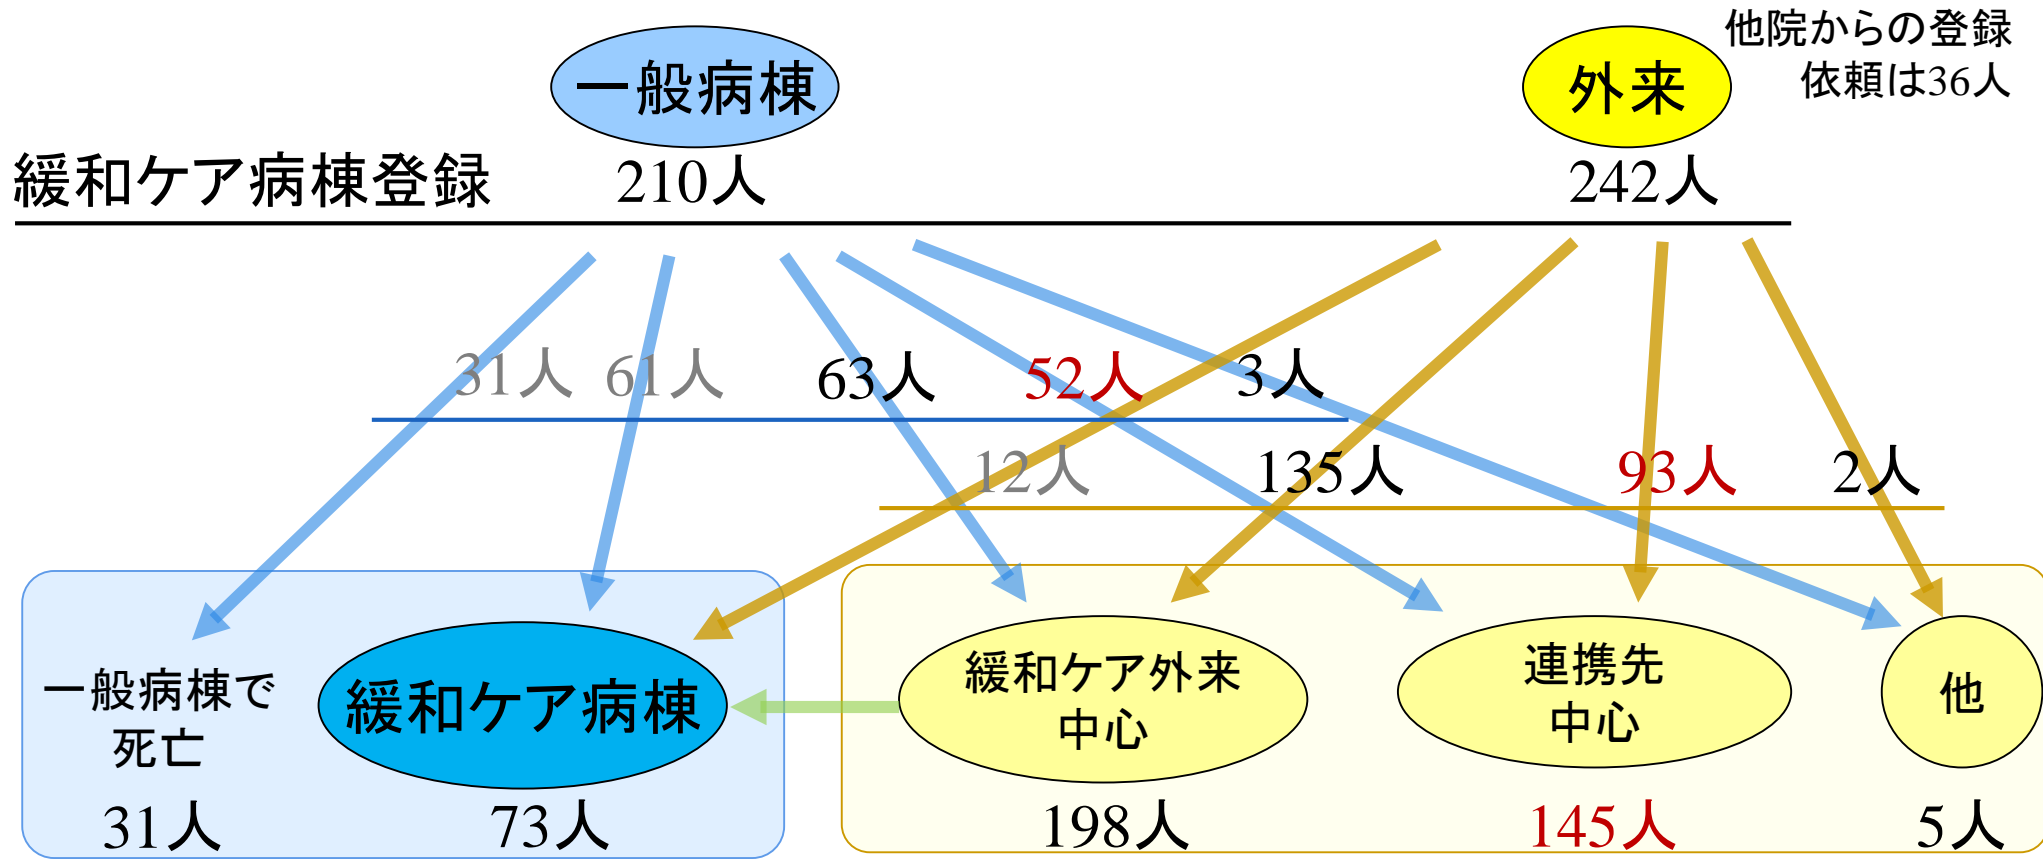 他院からの登録
依頼は36人
一般病棟
外来
緩和ケア病棟登録
210人
242人
31人
61人
63人
52人
3人
12人
135人
93人
2人
一般病棟で
死亡
緩和ケア病棟
緩和ケア外来
中心
連携先
中心
他
31人
73人
198人
145人
5人